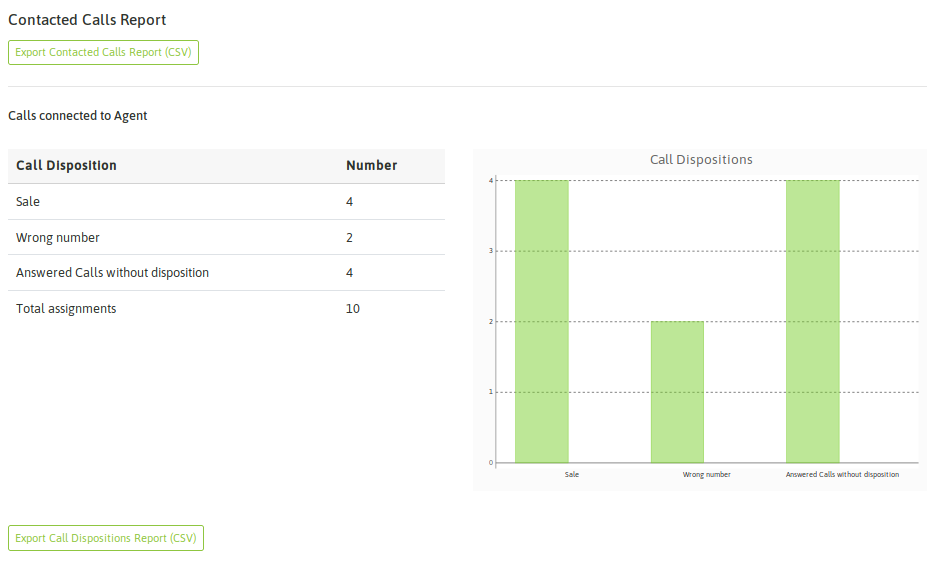 Contacted Calls Report
Export Contacted Calls Report (CSV)
Calls connected to Agent
Call Disposition Number
Sale 4
Wrong number 2
Answered Calls without disposition 4
Total assignments 10
Call Dispositions
4
3
2
1
0
Sale Wrong number Answered Calls without disposition
Export Call Dispositions Report (CSV)